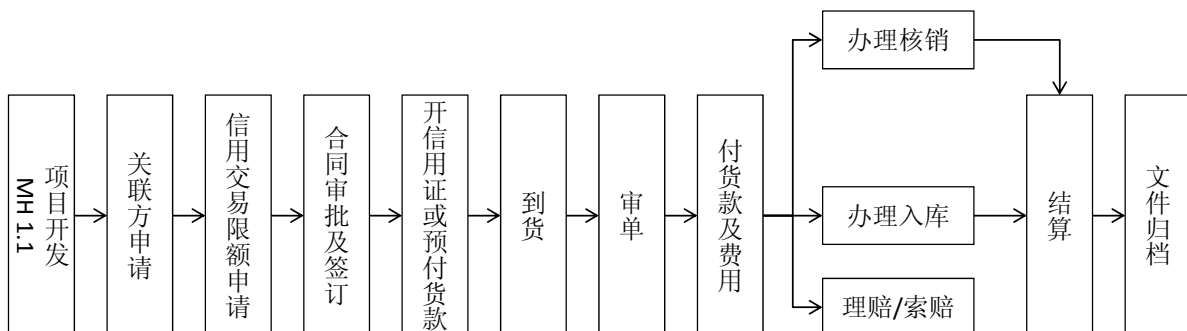 项目开发
MH 1.1
关联方申请
信用交易限额申请
合同审批及签订
开信用证或预付货款
到货
审单
付货款及费用
办理核销
办理入库
理赔/索赔
结算
文件归档